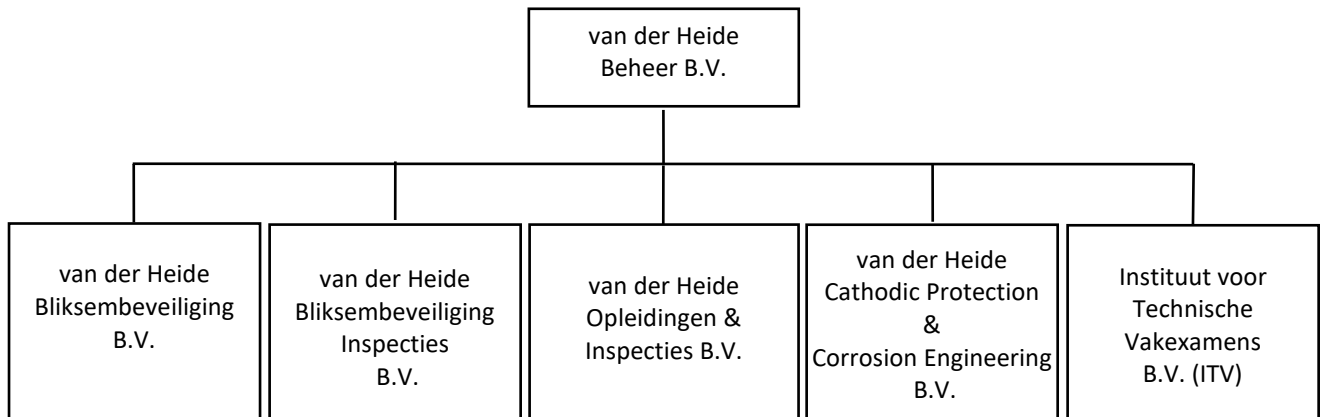 van der Heide
Beheer B.V.
van der Heide
Bliksembeveiliging
B.V.
van der Heide
Bliksembeveiliging
Inspecties
B.V.
van der Heide
Opleidingen &
Inspecties B.V.
van der Heide
Cathodic Protection
&
Corrosion Engineering
B.V.
Instituut voor
Technische
Vakexamens
B.V. (ITV)